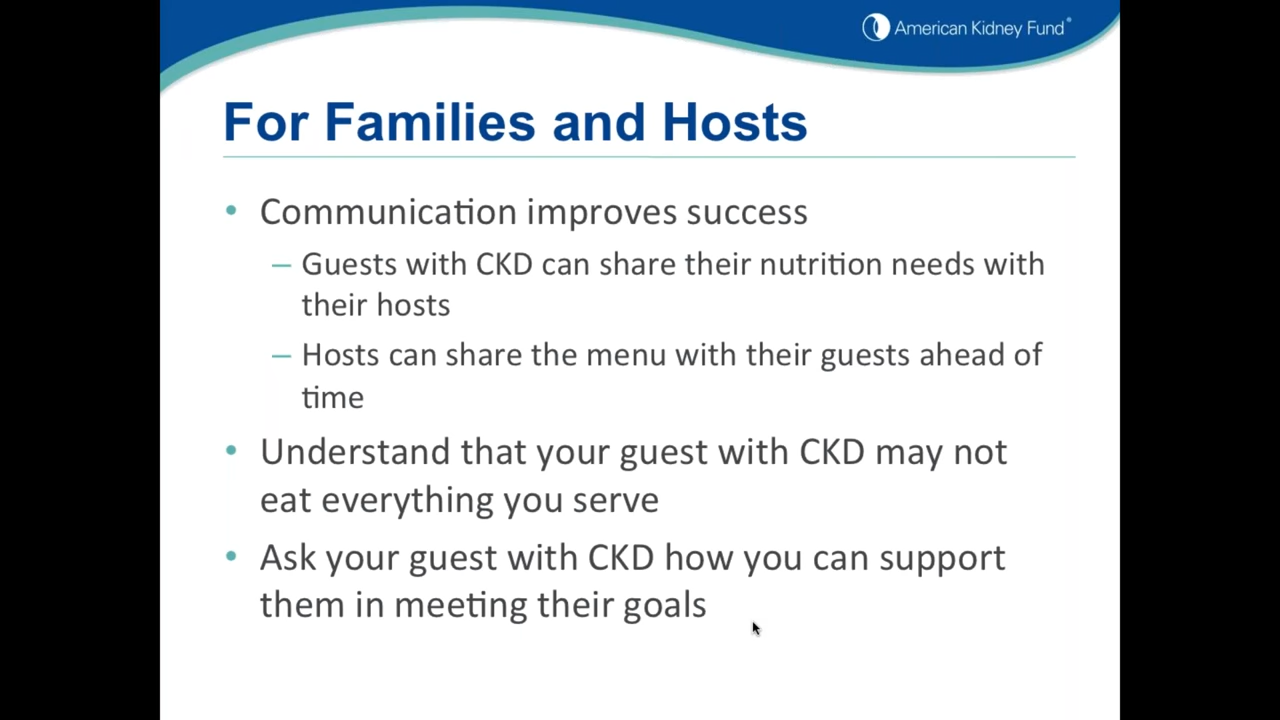 American Kidney Fund®
For Families and Hosts
• Communication improves success
– Guests with CKD can share their nutrition needs with
their hosts
– Hosts can share the menu with their guests ahead of
time
• Understand that your guest with CKD may not
eat everything you serve
• Ask your guest with CKD how you can support
them in meeting their goals